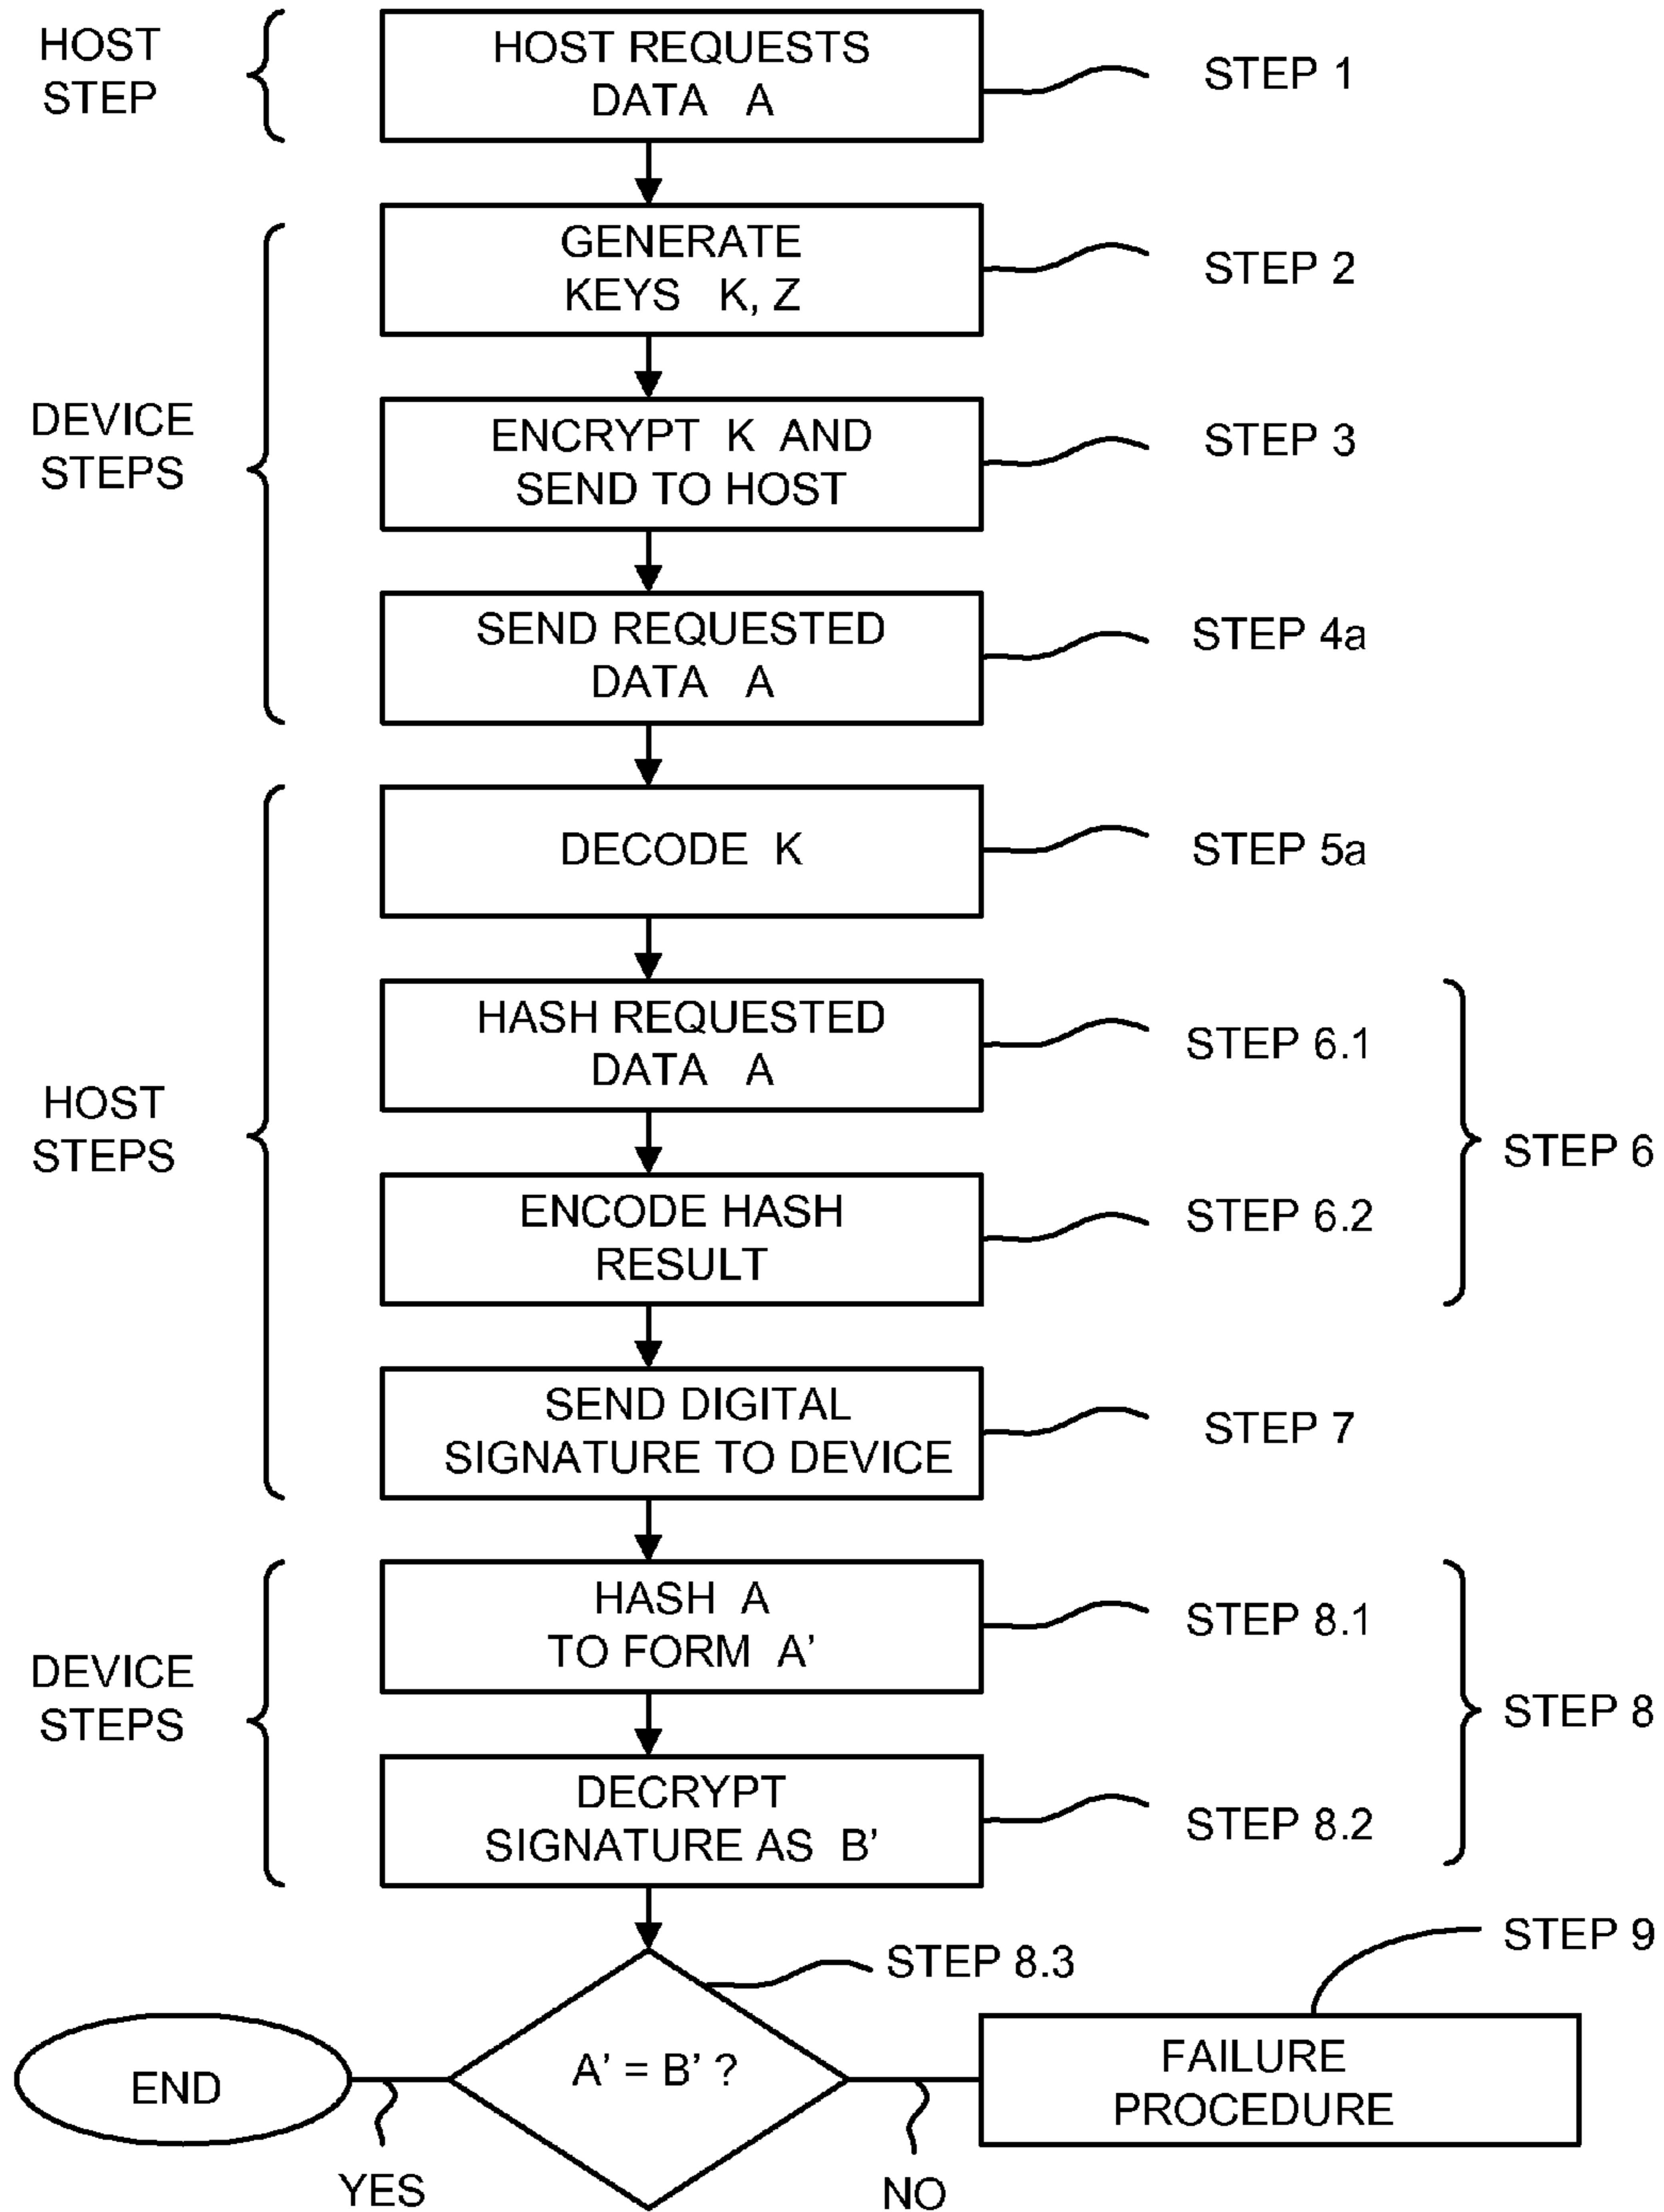 HOST
STEP
HOST REQUESTS
DATA A
STEP 1
GENERATE
KEYS K, Z
STEP 2
DEVICE
STEPS
ENCRYPT K AND
SEND TO HOST
STEP 3
SEND REQUESTED
DATA A
STEP 4a
DECODE K
STEP 5a
HOST
STEPS
HASH REQUESTED
DATA A
STEP 6.1
ENCODE HASH
RESULT
STEP 6.2
STEP 6
SEND DIGITAL
SIGNATURE TO DEVICE
STEP 7
DEVICE
STEPS
HASH A
TO FORM A'
STEP 8.1
DECRYPT
SIGNATURE AS B'
STEP 8.2
STEP 8
STEP 8.3
STEP 9
A' = B' ?
END
YES
NO
FAILURE
PROCEDURE